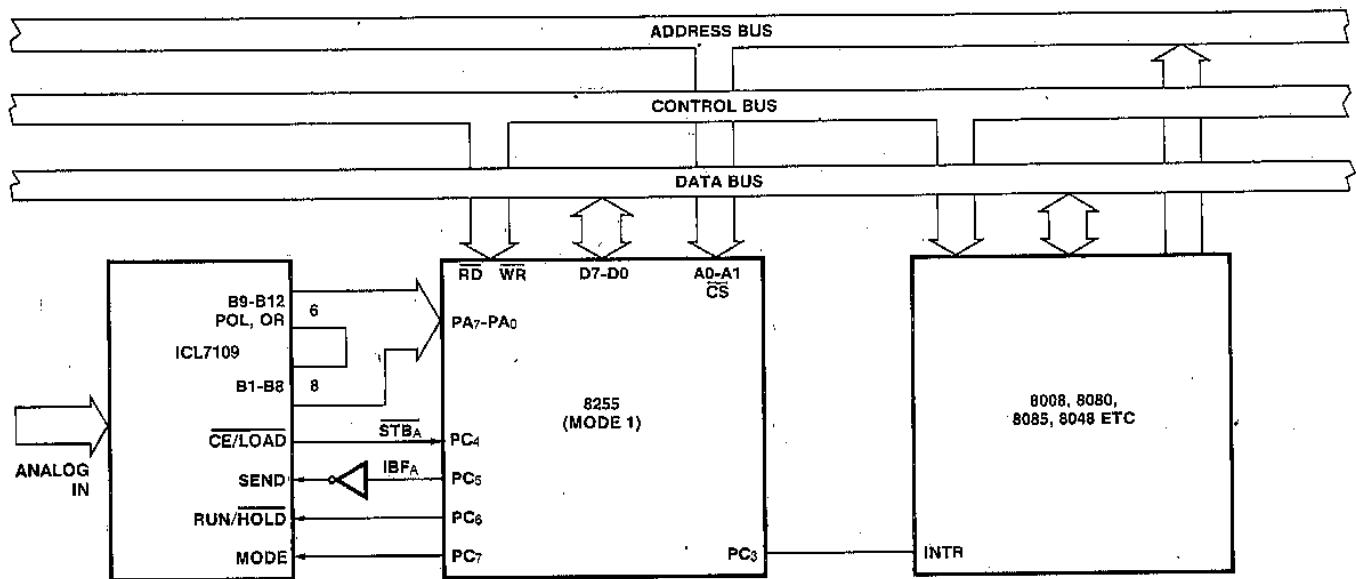 ADDRESS BUS
CONTROL BUS
DATA BUS
B9-B12
POL, OR
6
ICL7109
B1-B8
8
CE/LOAD
SEND
RUN/HOLD
MODE
ANALOG
IN
STBA
IBFA
RD WR
D7-D0
A0-A1
CS
PA7-PA0
8255
(MODE 1)
PC4
PC5
PC6
PC7
PC3
INTR
8008, 8080,
8085, 8048 ETC